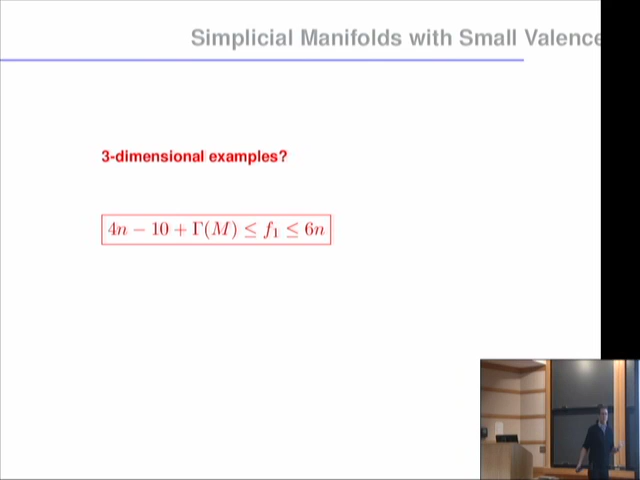 Simplicial Manifolds with Small Valence
3-dimensional examples?
4n − 10 + Γ(M) ≤ f₁ ≤ 6n